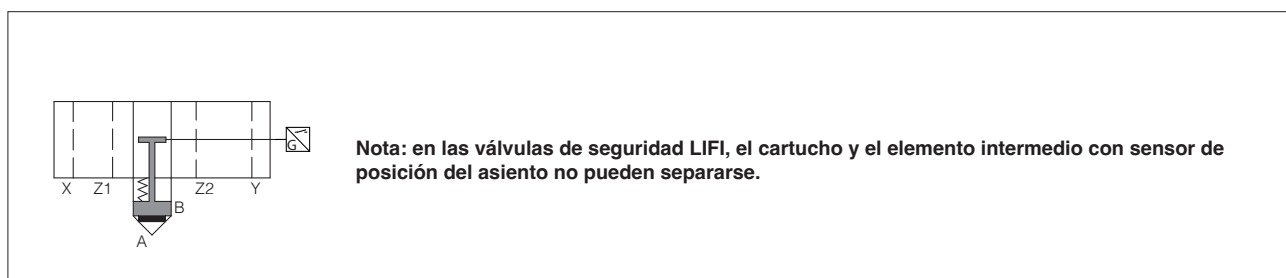 G
Nota: en las válvulas de seguridad LIFI, el cartucho y el elemento intermedio con sensor de
posición del asiento no pueden separarse.
X Z1 Z2 Y
B
A